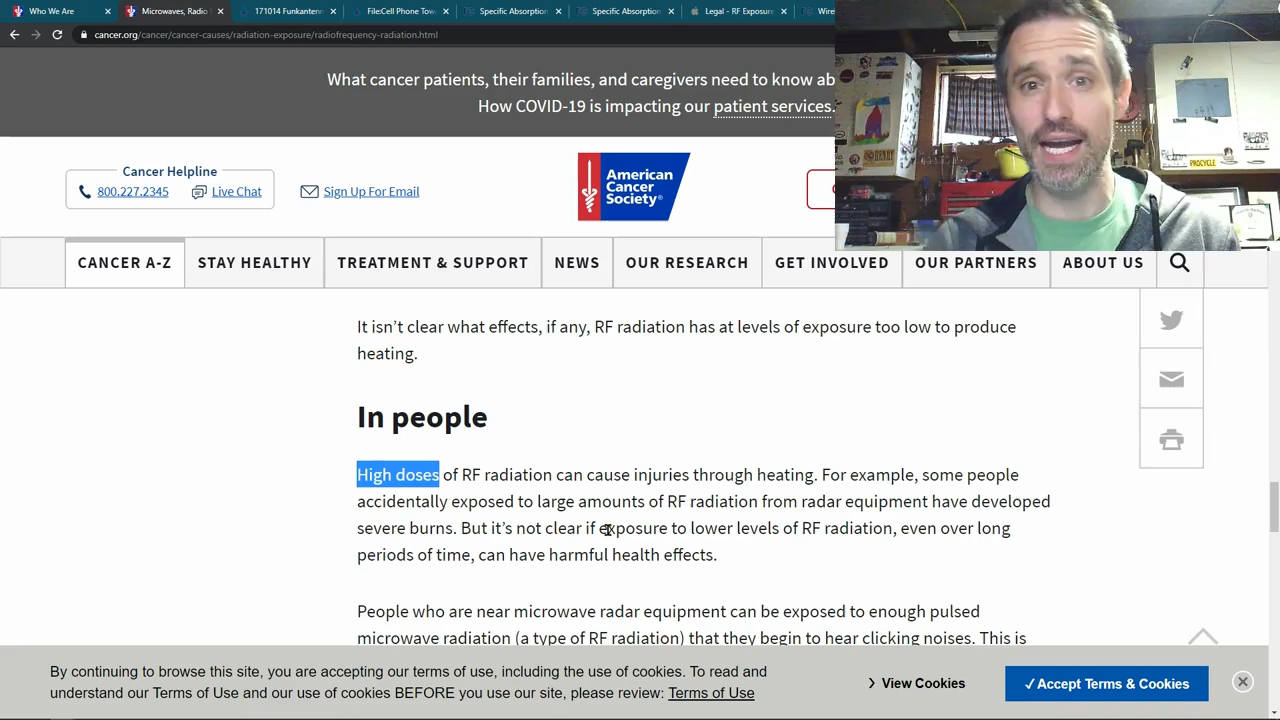 Who We Are
Microwaves, Radio
171014 Funkantenn
File:Cell Phone Tow
Specific Absorption
Specific Absorption
Legal - RF Exposure
Wire
cancer.org/cancer/cancer-causes/radiation-exposure/radiofrequency-radiation.html
What cancer patients, their families, and caregivers need to know ab
How COVID-19 is impacting our patient services.
Cancer Helpline
800.227.2345 Live Chat
Sign Up For Email
American
Cancer
Society®
CANCER A-Z STAY HEALTHY TREATMENT & SUPPORT NEWS OUR RESEARCH GET INVOLVED OUR PARTNERS ABOUT US
It isn't clear what effects, if any, RF radiation has at levels of exposure too low to produce
heating.
In people
High doses of RF radiation can cause injuries through heating. For example, some people
accidentally exposed to large amounts of RF radiation from radar equipment have developed
severe burns. But it's not clear if exposure to lower levels of RF radiation, even over long
periods of time, can have harmful health effects.
People who are near microwave radar equipment can be exposed to enough pulsed
microwave radiation (a type of RF radiation) that they begin to hear clicking noises. This is
By continuing to browse this site, you are accepting our terms of use, including the use of cookies. To read and
understand our Terms of Use and our use of cookies BEFORE you use our site, please review: Terms of Use
View Cookies
✓Accept Terms & Cookies
HENRY
PROCYCLE